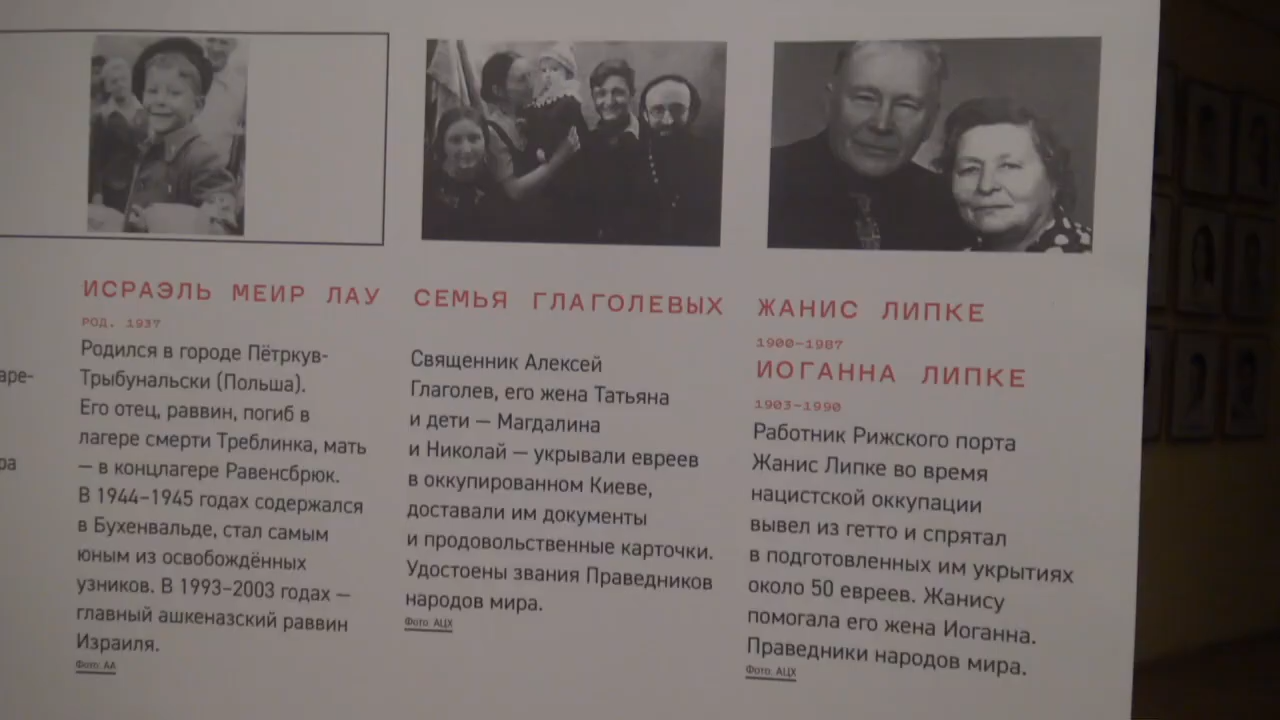 аре-
ра
ИСРАЭЛЬ МЕИР ЛАУ
РОД. 1937
Родился в городе Пётркув-
Трыбунальски (Польша).
Его отец, раввин, погиб в
лагере смерти Треблинка, мать
— в концлагере Равенсбрюк.
В 1944–1945 годах содержался
в Бухенвальде, стал самым
юным из освобождённых
узников. В 1993–2003 годах —
главный ашкеназский раввин
Израиля.
Фото: АА
СЕМЬЯ ГЛАГОЛЕВЫХ
Священник Алексей
Глаголев, его жена Татьяна
и дети — Магдалина
и Николай — укрывали евреев
в оккупированном Киеве,
доставали им документы
и продовольственные карточки.
Удостоены звания Праведников
народов мира.
Фото: АЦХ
ЖАНИС ЛИПКЕ
1900–1987
ИОГАННА ЛИПКЕ
1903–1990
Работник Рижского порта
Жанис Липке во время
нацистской оккупации
вывел из гетто и спрятал
в подготовленных им укрытиях
около 50 евреев. Жанису
помогала его жена Иоганна.
Праведники народов мира.
Фото: АЦХ